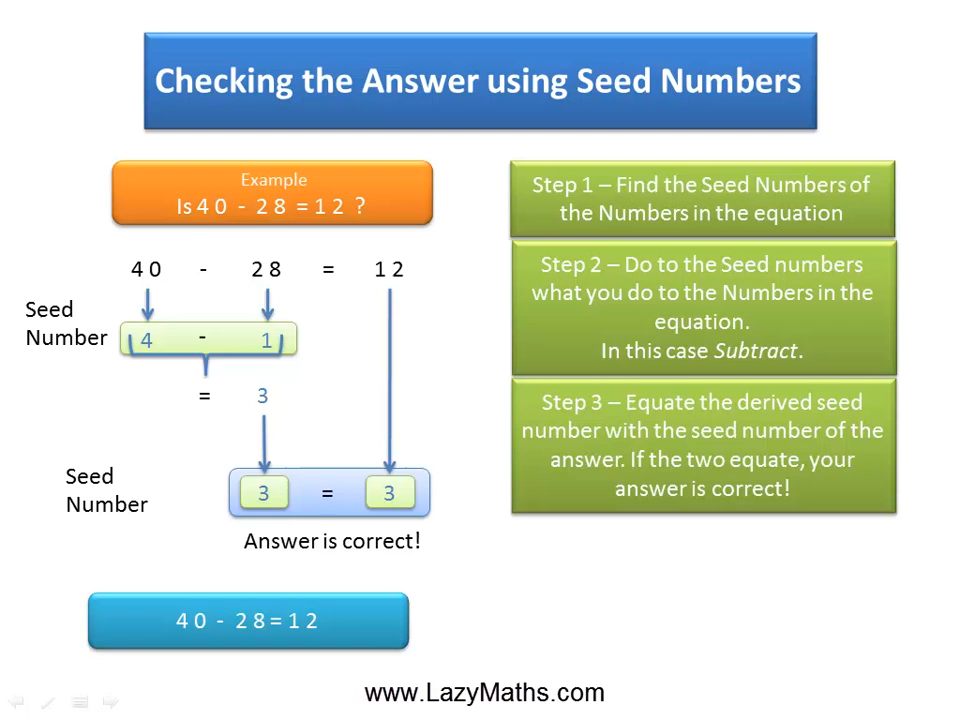 Checking the Answer using Seed Numbers
Example
Is 4 0 - 2 8 = 1 2 ?
4 0 - 2 8 = 1 2
Seed
Number
4 - 1
= 3
Seed
Number
3 = 3
Answer is correct!
4 0 - 2 8 = 1 2
Step 1 – Find the Seed Numbers of
the Numbers in the equation
Step 2 – Do to the Seed numbers
what you do to the Numbers in the
equation.
In this case Subtract.
Step 3 – Equate the derived seed
number with the seed number of the
answer. If the two equate, your
answer is correct!
www.LazyMaths.com